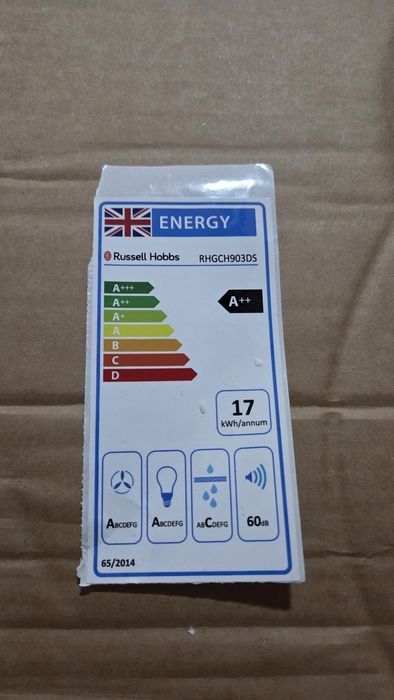 ENERGY
Russell Hobbs RHGCH903DS
A+++
A++
A+
A
B
C
D
A++
17
kWh/annum
ABCDEFG
ABCDEFG
ABCDEFG
60dB
65/2014